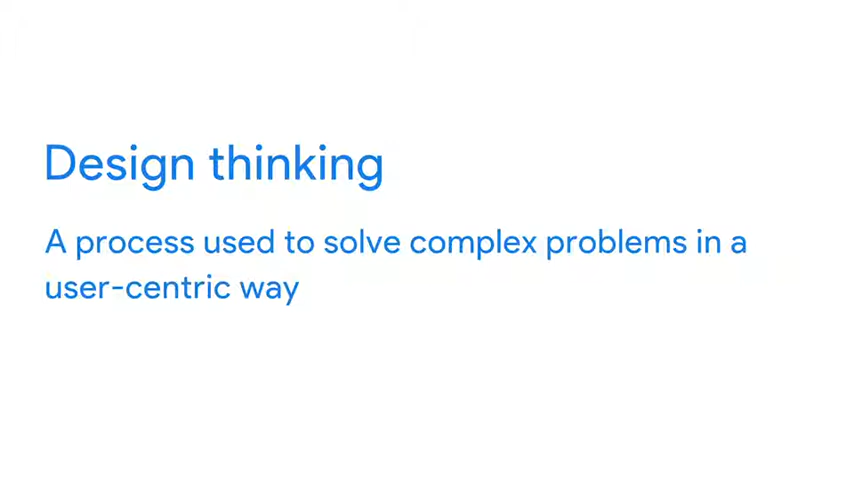 Design thinking
A process used to solve complex problems in a
user-centric way